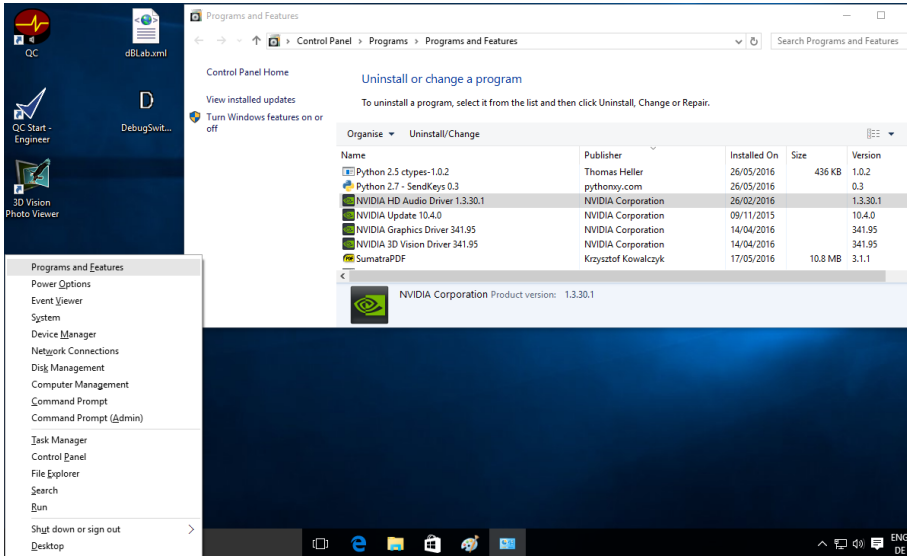 QC
dBLab.xml
QC Start -
Engineer
D
DebugSwit...
3D Vision
Photo Viewer
Programs and Features
Control Panel > Programs > Programs and Features
Search Programs and Features
Control Panel Home
View installed updates
Turn Windows features on or
off
Uninstall or change a program
To uninstall a program, select it from the list and then click Uninstall, Change or Repair.
Organise Uninstall/Change
Name Publisher Installed On Size Version
Python 2.5 ctypes-1.0.2 Thomas Heller 26/05/2016 436 KB 1.0.2
Python 2.7 - SendKeys 0.3 pythonxy.com 26/05/2016 0.3
NVIDIA HD Audio Driver 1.3.30.1 NVIDIA Corporation 26/02/2016 1.3.30.1
NVIDIA Update 10.4.0 NVIDIA Corporation 09/11/2015 10.4.0
NVIDIA Graphics Driver 341.95 NVIDIA Corporation 14/04/2016 341.95
NVIDIA 3D Vision Driver 341.95 NVIDIA Corporation 14/04/2016 341.95
SumatraPDF Krzysztof Kowalczyk 17/05/2016 10.8 MB 3.1.1
NVIDIA Corporation Product version: 1.3.30.1
Programs and Features
Power Options
Event Viewer
System
Device Manager
Network Connections
Disk Management
Computer Management
Command Prompt
Command Prompt (Admin)
Task Manager
Control Panel
File Explorer
Search
Run
Shut down or sign out
Desktop
ENG
DE